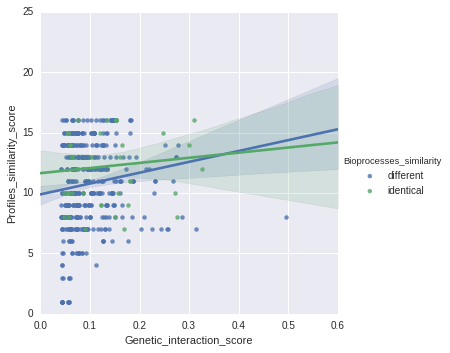 25
20
15
10
5
0
0.0 0.1 0.2 0.3 0.4 0.5 0.6
Profiles_similarity_score
Genetic_interaction_score
Bioprocesses_similarity
different
identical